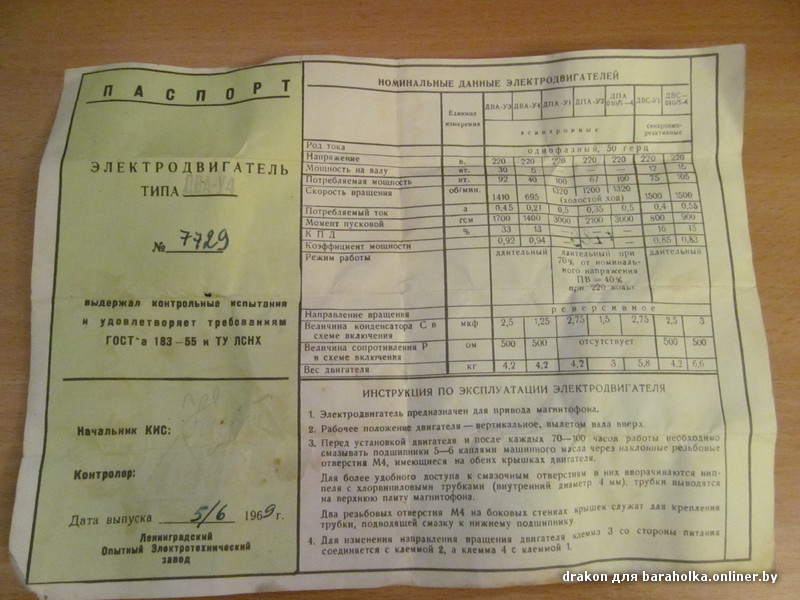 ПАСПОРТ
ЭЛЕКТРОДВИГАТЕЛЬ
ТИПА ДВА-У4
№ 7729
выдержал контрольные испытания
и удовлетворяет требованиям
ГОСТ'а 183-55 и ТУ ЛСНХ
Начальник КИС:
Контролер:
Дата выпуска 5/6 1969 г.
Ленинградский
Опытный Электротехнический
завод
НОМИНАЛЬНЫЕ ДАННЫЕ ЭЛЕКТРОДВИГАТЕЛЕЙ
Единица измерения ДВА-У3 ДВА-У4 ДПА-У1 ДПА-У2 ДПА ДВС-У1 ДВС-
асинхронные синхронно-реактивные
Род тока однофазный, 50 герц
Напряжение в. 220 220 220 220 220 220 220
Мощность на валу вт. 30 5 — — — 12 15
Потребляемая мощность вт. 92 40 100 61 100 75 105
Скорость вращения об/мин. 1410 695 1320 1200 1320 (холостой ход) 1500 1500
Потребляемый ток а 0,45 0,21 0,5 0,35 0,5 0,4 0,55
Момент пусковой гсм 1700 1400 3000 2100 3000 800 900
К П Д % 33 13 — — — 16 15
Коэффициент мощности 0,92 0,94 0,85 0,83
Режим работы длительный длительный при 70% от номинального напряжения ПВ = 40% при 220 вольт длительный
Направление вращения реверсивное
Величина конденсатора С в схеме включения мкф 2,5 1,25 2,75 1,5 2,75 2,5 3
Величина сопротивления Р в схеме включения ом 500 500 отсутствует 500 500
Вес двигателя кг 4,2 4,2 4,2 3 5,8 4,2 6,6
ИНСТРУКЦИЯ ПО ЭКСПЛУАТАЦИИ ЭЛЕКТРОДВИГАТЕЛЯ
1. Электродвигатель предназначен для привода магнитофона.
2. Рабочее положение двигателя — вертикальное, вылетом вала вверх.
3. Перед установкой двигателя и после каждых 70—100 часов работы необходимо
смазывать подшипники 5—6 каплями машинного масла через наклонные резьбовые
отверстия М4, имеющиеся на обеих крышках двигателя.
Для более удобного доступа к смазочным отверстиям в них вворачиваются нип-
пеля с хлорвиниловыми трубками (внутренний диаметр 4 мм); трубки выводятся
на верхнюю плиту магнитофона.
Два резьбовых отверстия М4 на боковых стенках крышек служат для крепления
трубки, подводящей смазку к нижнему подшипнику.
4. Для изменения направления вращения двигателя клемма 3 со стороны питания
соединяется с клеммой 2, а клемма 4 с клеммой 1.
drakon для baraholka.onliner.by